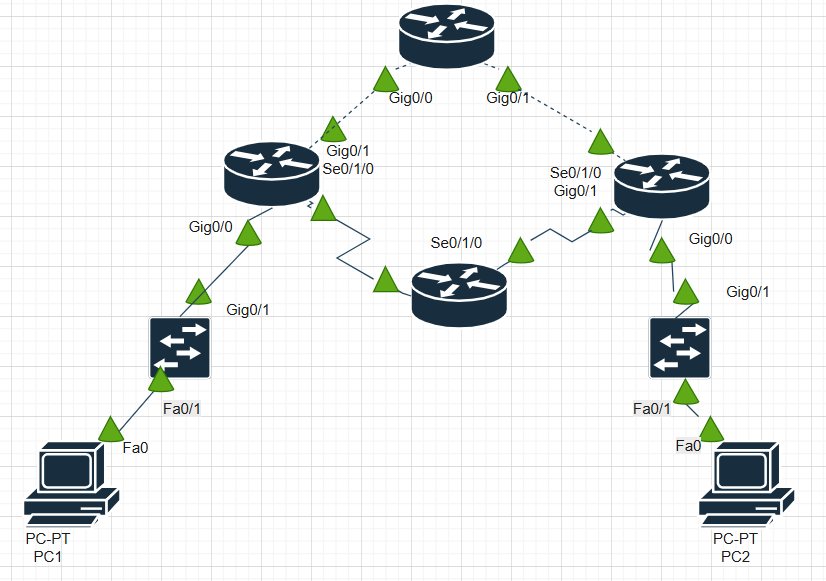 Gig0/0
Gig0/1
Gig0/1
Se0/1/0
Se0/1/0
Gig0/1
Gig0/0
Se0/1/0
Gig0/0
Gig0/1
Gig0/1
Fa0/1
Fa0/1
Fa0
Fa0
PC-PT
PC1
PC-PT
PC2